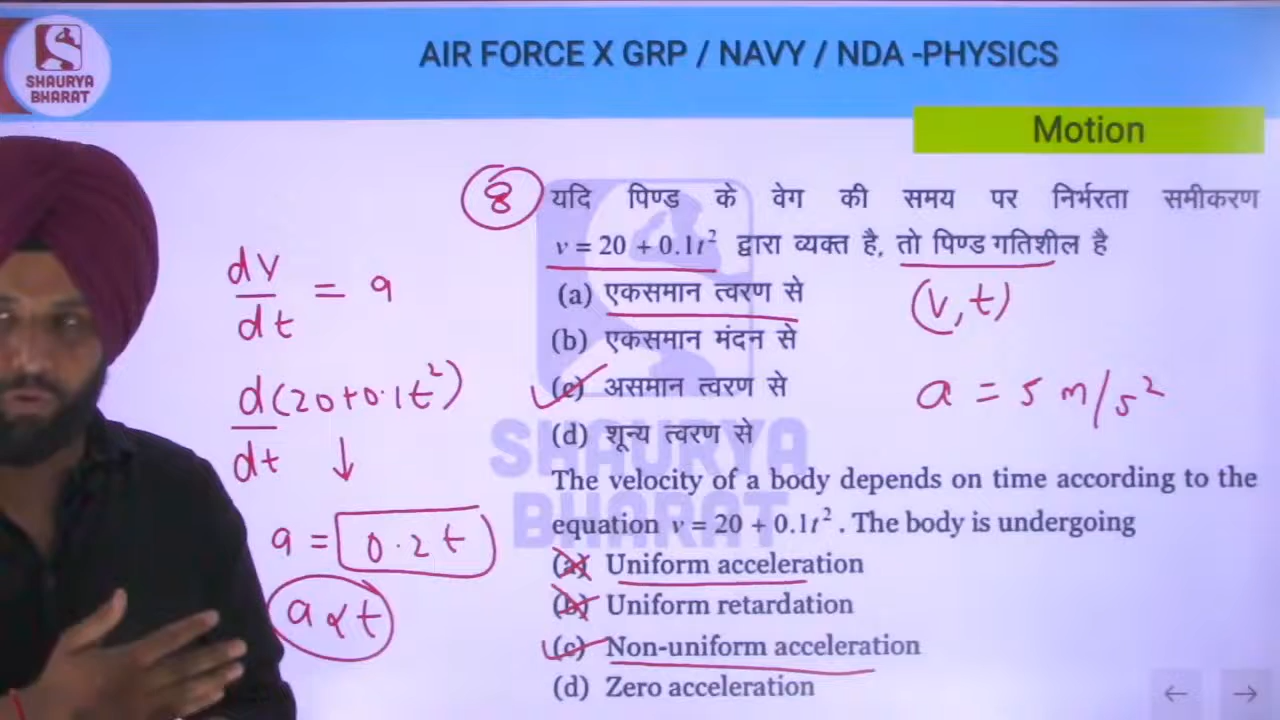 AIR FORCE X GRP / NAVY / NDA -PHYSICS
SHAURYA
BHARAT
Motion
8
यदि पिण्ड के वेग की समय पर निर्भरता समीकरण
v = 20 + 0.1t² द्वारा व्यक्त है, तो पिण्ड गतिशील है
(a) एकसमान त्वरण से
(b) एकसमान मंदन से
(c) असमान त्वरण से
(d) शून्य त्वरण से
The velocity of a body depends on time according to the
equation v = 20 + 0.1t². The body is undergoing
(a) Uniform acceleration
(b) Uniform retardation
(c) Non-uniform acceleration
(d) Zero acceleration
dv/dt = a
d/dt (20+0.1t²)
↓
a = 0.2t
a ∝ t
(v, t)
a = 5 m/s²
SHAURYA
BHARAT
← →